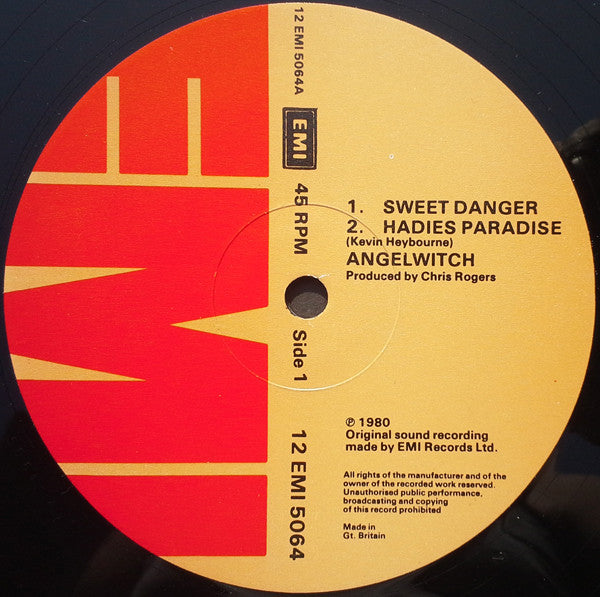 12 EMI 5064A
EMI
45 RPM
Side 1
12 EMI 5064
1. SWEET DANGER
2. HADIES PARADISE
(Kevin Heybourne)
ANGELWITCH
Produced by Chris Rogers
℗ 1980
Original sound recording
made by EMI Records Ltd.
All rights of the manufacturer and of the
owner of the recorded work reserved.
Unauthorised public performance,
broadcasting and copying
of this record prohibited
Made in
Gt. Britain
EMI